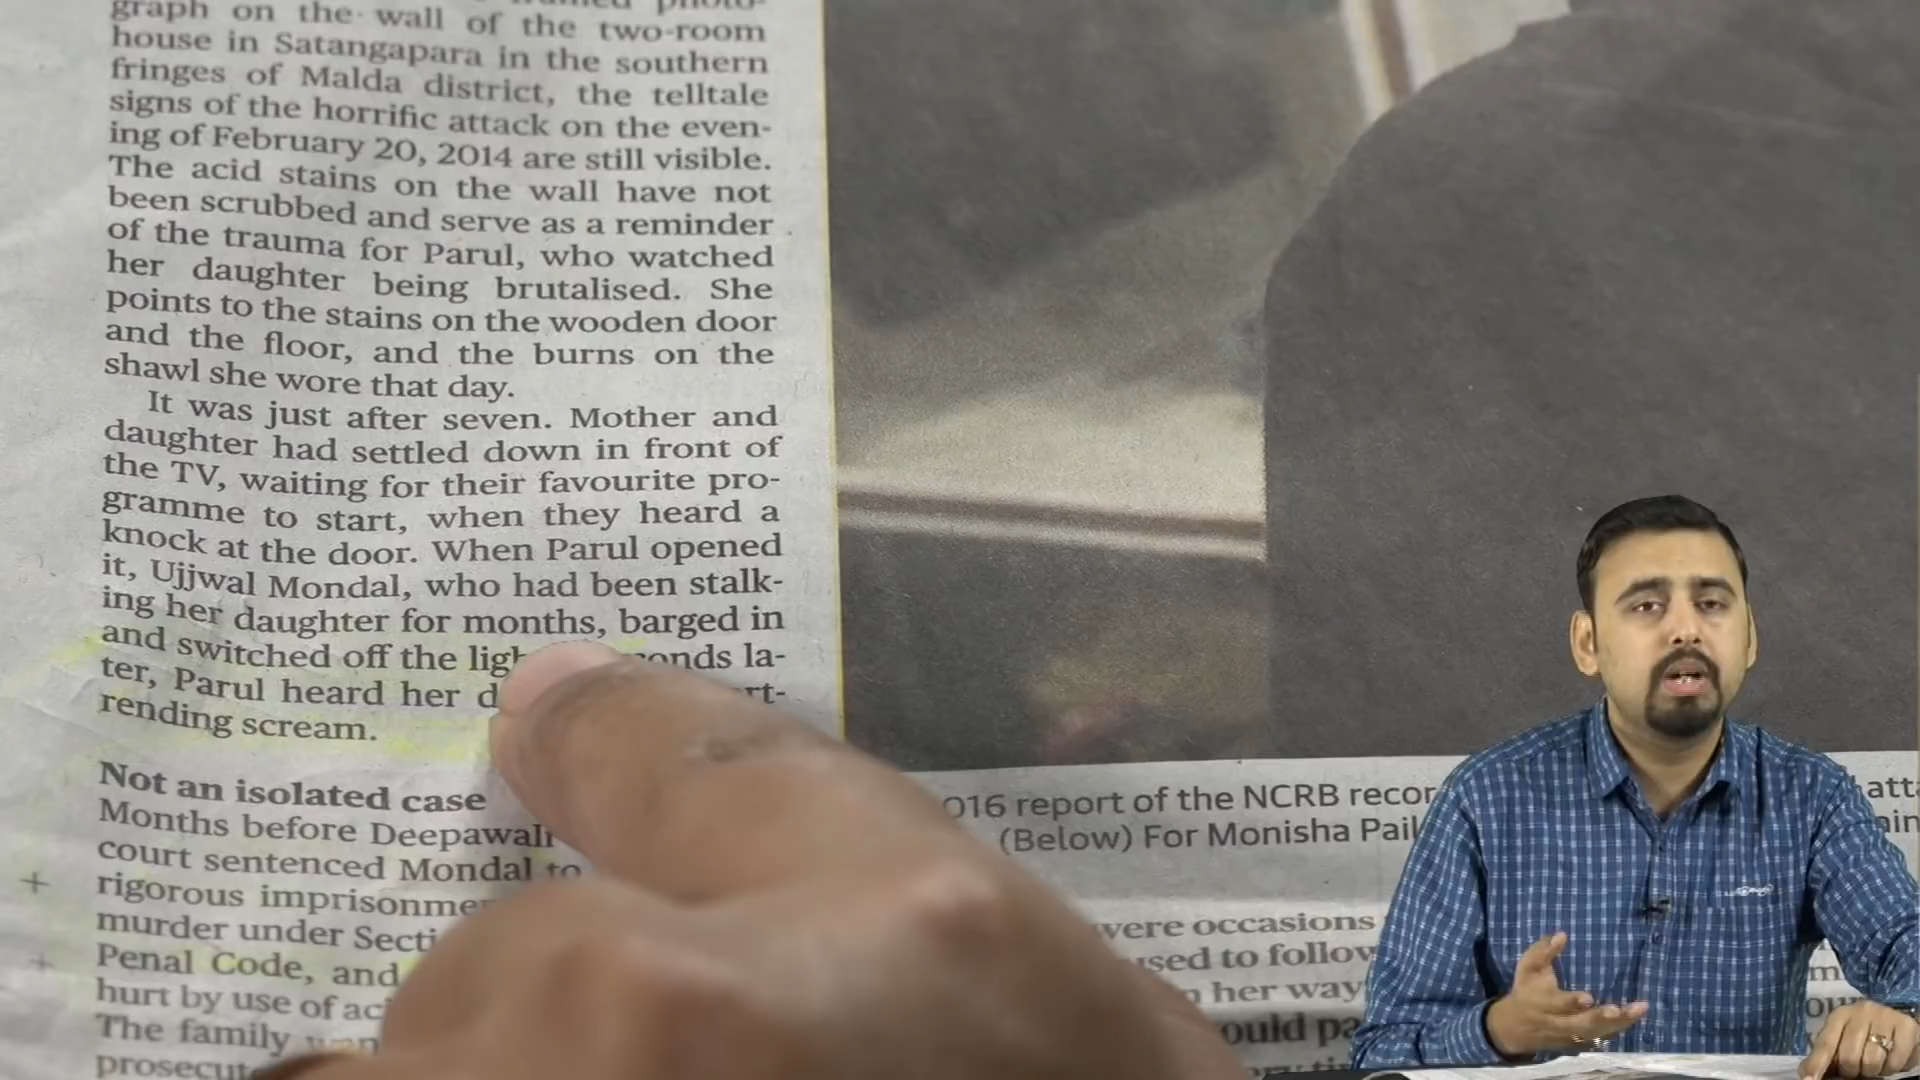 graph on the wall of the two-room
house in Satangapara in the southern
fringes of Malda district, the telltale
signs of the horrific attack on the even-
ing of February 20, 2014 are still visible.
The acid stains on the wall have not
been scrubbed and serve as a reminder
of the trauma for Parul, who watched
her daughter being brutalised. She
points to the stains on the wooden door
and the floor, and the burns on the
shawl she wore that day.
It was just after seven. Mother and
daughter had settled down in front of
the TV, waiting for their favourite pro-
gramme to start, when they heard a
knock at the door. When Parul opened
it, Ujjwal Mondal, who had been stalk-
ing her daughter for months, barged in
and switched off the la-
ter, Parul heard her
rending scream.
Not an isolated case
Months before Deepawali
court sentenced Mondal to
rigorous
murder under
Penal Code, and
hurt by use of
The family
016 report of the NCRB
(Below) For Monisha
were occasions
used to follow
her way